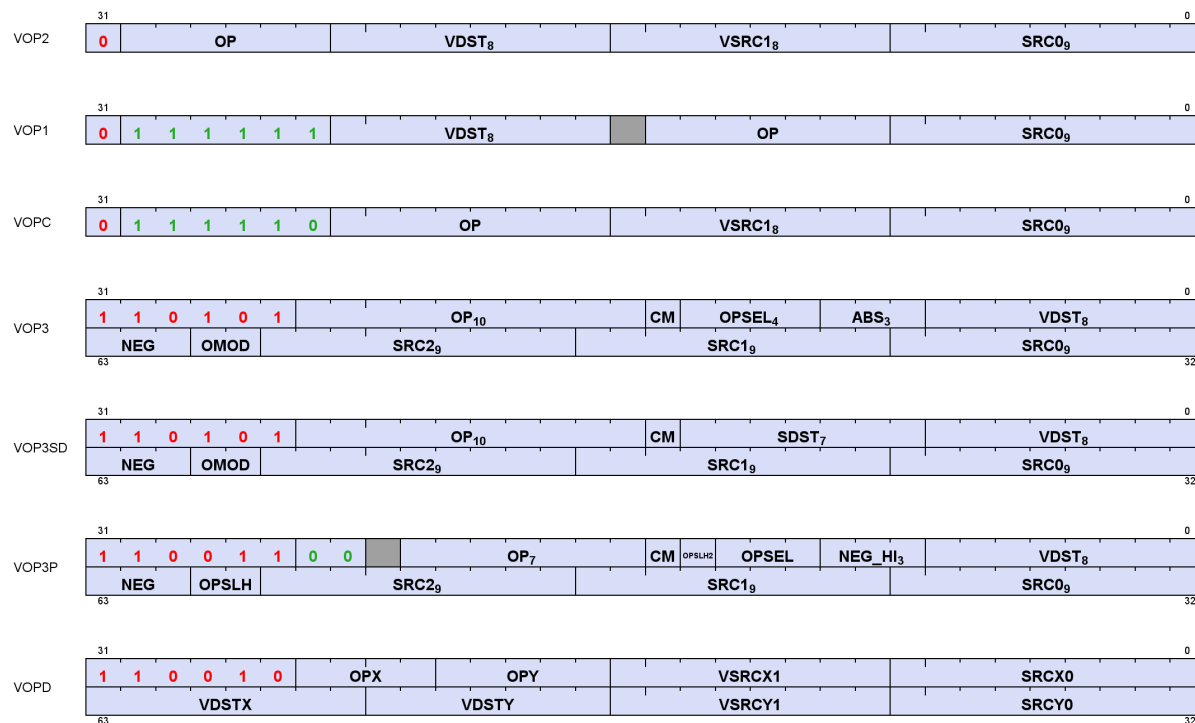 31 0
VOP2 0 OP VDST8 VSRC18 SRC09
31 0
VOP1 0 1 1 1 1 1 1 VDST8 OP SRC09
31 0
VOPC 0 1 1 1 1 1 0 OP VSRC18 SRC09
31 0
VOP3 1 1 0 1 0 1 OP10 CM OPSEL4 ABS3 VDST8
NEG OMOD SRC29 SRC19 SRC09
63 32
31 0
VOP3SD 1 1 0 1 0 1 OP10 CM SDST7 VDST8
NEG OMOD SRC29 SRC19 SRC09
63 32
31 0
VOP3P 1 1 0 0 1 1 0 0 OP7 CM OPSLH2 OPSEL NEG_HI3 VDST8
NEG OPSLH SRC29 SRC19 SRC09
63 32
31 0
VOPD 1 1 0 0 1 0 OPX OPY VSRCX1 SRCX0
VDSTX VDSTY VSRCY1 SRCY0
63 32